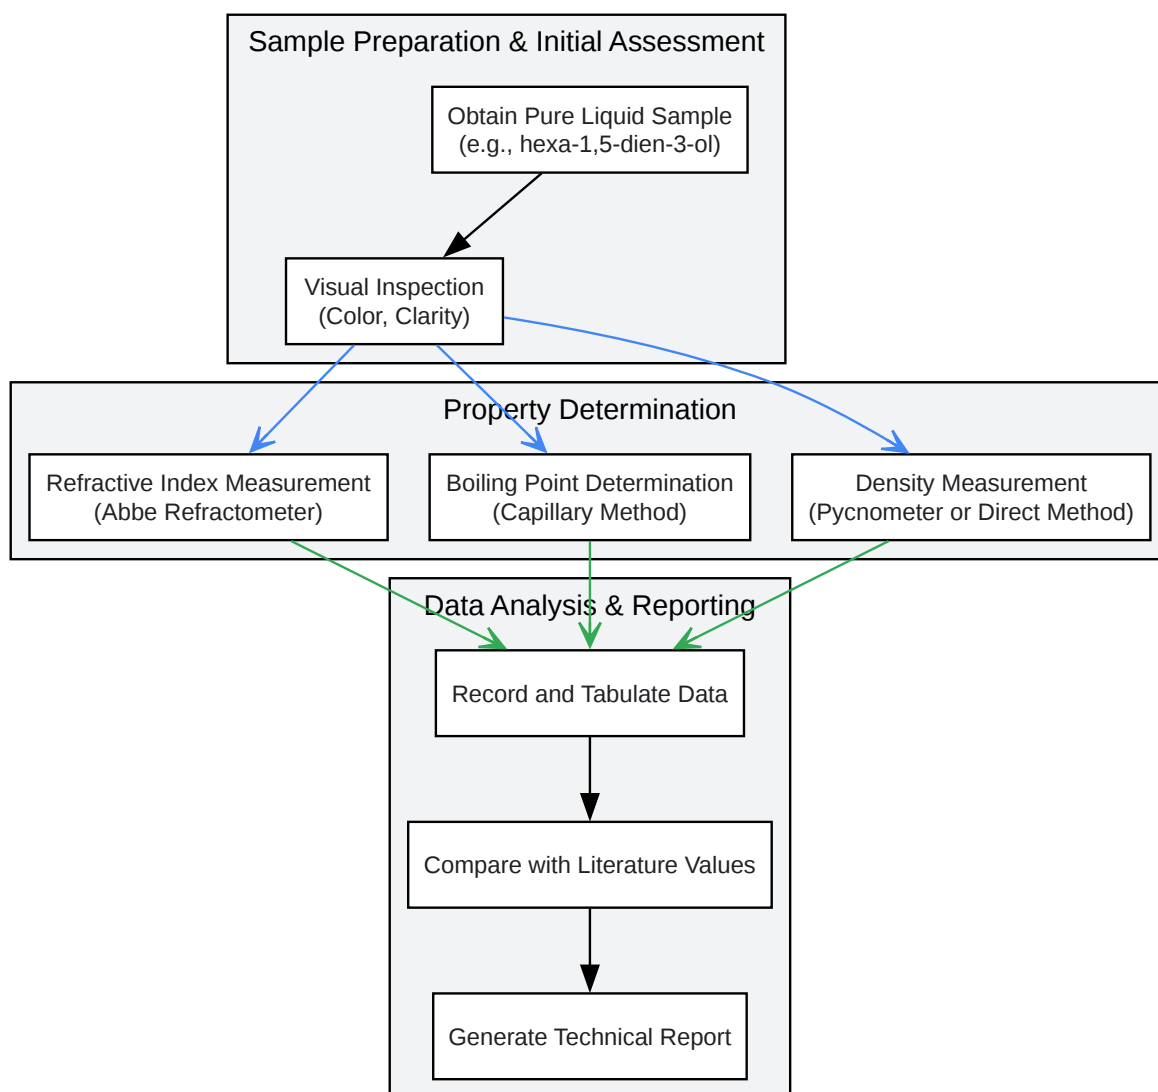 Sample Preparation & Initial Assessment
Obtain Pure Liquid Sample
(e.g., hexa-1,5-dien-3-ol)
Visual Inspection
(Color, Clarity)
Property Determination
Refractive Index Measurement
(Abbe Refractometer)
Boiling Point Determination
(Capillary Method)
Density Measurement
(Pycnometer or Direct Method)
Data Analysis & Reporting
Record and Tabulate Data
Compare with Literature Values
Generate Technical Report